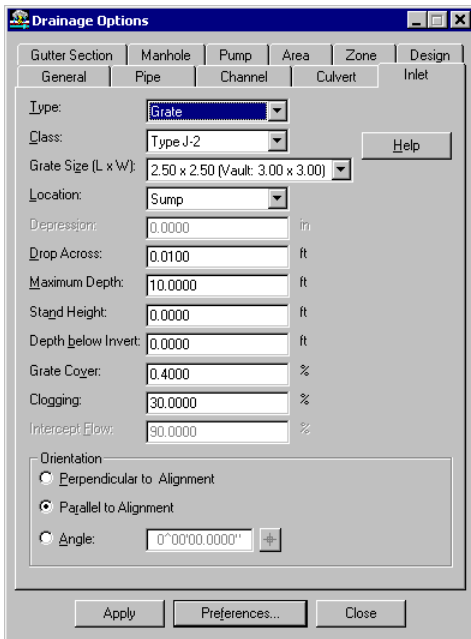 Drainage Options
Gutter Section Manhole Pump Area Zone Design
General Pipe Channel Culvert Inlet
Type: Grate
Class: Type J-2 Help
Grate Size (L x W): 2.50 x 2.50 (Vault: 3.00 x 3.00)
Location: Sump
Depression: 0.0000 in
Drop Across: 0.0100 ft
Maximum Depth: 10.0000 ft
Stand Height: 0.0000 ft
Depth below Invert: 0.0000 ft
Grate Cover: 0.4000 %
Clogging: 30.0000 %
Intercept Flow: 90.0000 %
Orientation
Perpendicular to Alignment
Parallel to Alignment
Angle: 0^00'00.0000"
Apply Preferences... Close